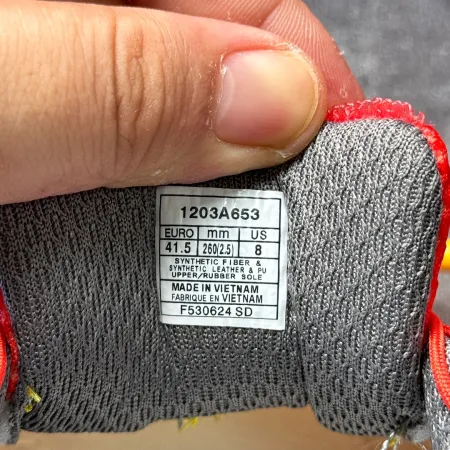 1203A653
EURO mm US
41.5 260(2.5) 8
SYNTHETIC FIBER &
SYNTHETIC LEATHER & PU
UPPER/RUBBER SOLE
MADE IN VIETNAM
FABRIQUE EN VIETNAM
F530624 SD